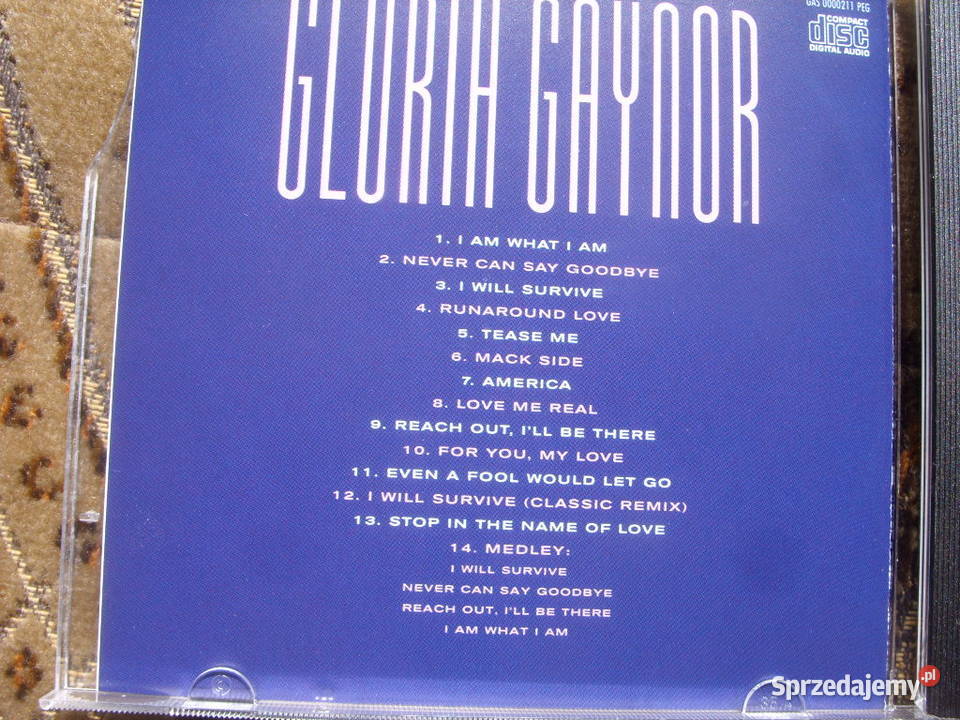 GAS 0000211 PEG
COMPACT
disc
DIGITAL AUDIO
GLORIA GAYNOR
1. I AM WHAT I AM
2. NEVER CAN SAY GOODBYE
3. I WILL SURVIVE
4. RUNAROUND LOVE
5. TEASE ME
6. MACK SIDE
7. AMERICA
8. LOVE ME REAL
9. REACH OUT, I'LL BE THERE
10. FOR YOU, MY LOVE
11. EVEN A FOOL WOULD LET GO
12. I WILL SURVIVE (CLASSIC REMIX)
13. STOP IN THE NAME OF LOVE
14. MEDLEY:
I WILL SURVIVE
NEVER CAN SAY GOODBYE
REACH OUT, I'LL BE THERE
I AM WHAT I AM
Sprzedajemy.pl